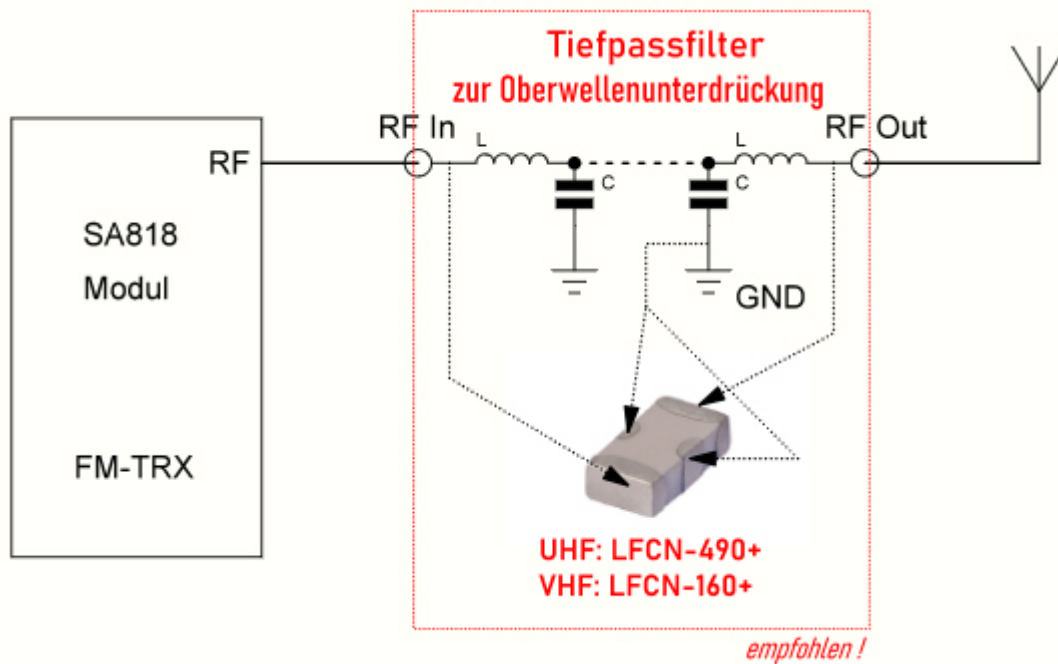 Tiefpassfilter
zur Oberwellenunterdrückung
RF In
L
L
RF Out
RF
C
C
SA818
Modul
GND
FM-TRX
UHF: LFCN-490+
VHF: LFCN-160+
empfohlen !